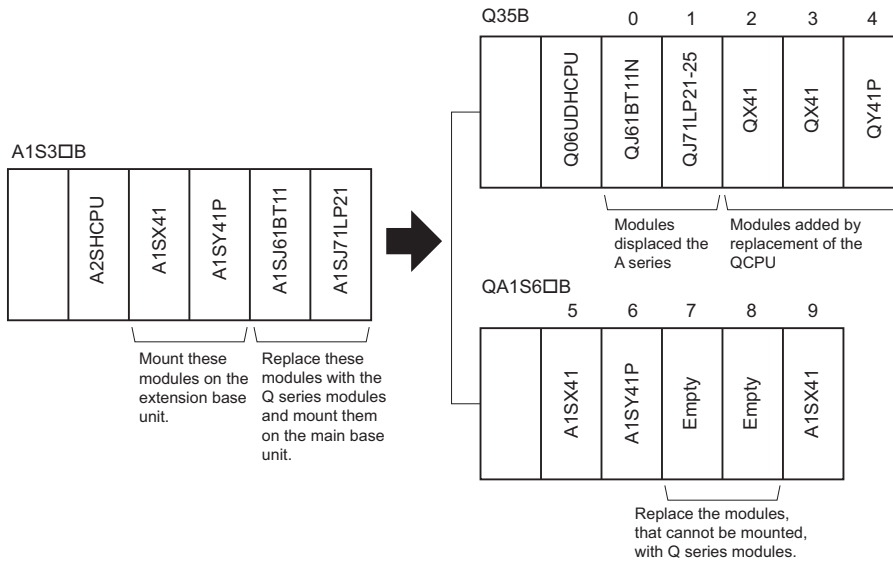 A1S3□B
A2SHCPU
A1SX41
A1SY41P
A1SJ61BT11
A1SJ71LP21
Mount these
modules on the
extension base
unit.
Replace these
modules with the
Q series modules
and mount them
on the main base
unit.
Q35B
0 1 2 3 4
Q06UDHCPU
QJ61BT11N
QJ71LP21-25
QX41
QX41
QY41P
Modules
displaced the
A series
Modules added by
replacement of the
QCPU
QA1S6□B
5 6 7 8 9
A1SX41
A1SY41P
Empty
Empty
A1SX41
Replace the modules,
that cannot be mounted,
with Q series modules.